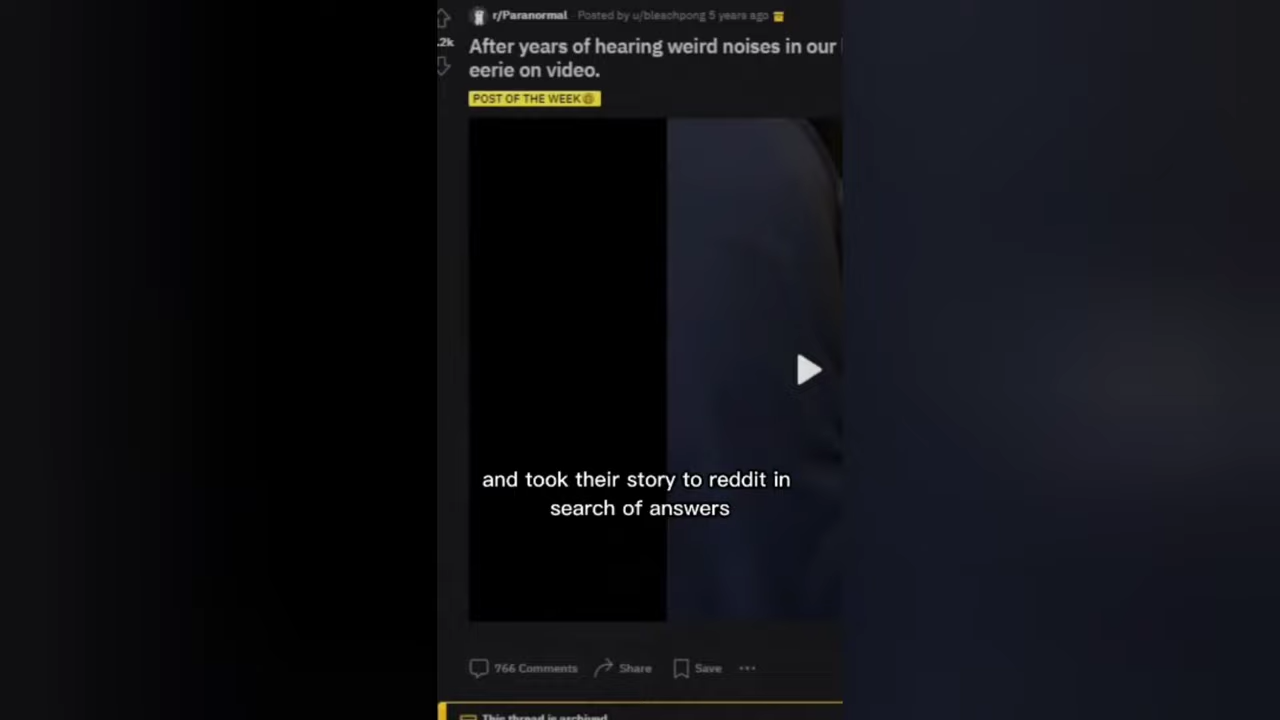 r/Paranormal · Posted by u/bleachpong 5 years ago
.2k
After years of hearing weird noises in our
eerie on video.
POST OF THE WEEK
and took their story to reddit in
search of answers
766 Comments Share Save ···
This thread is archived